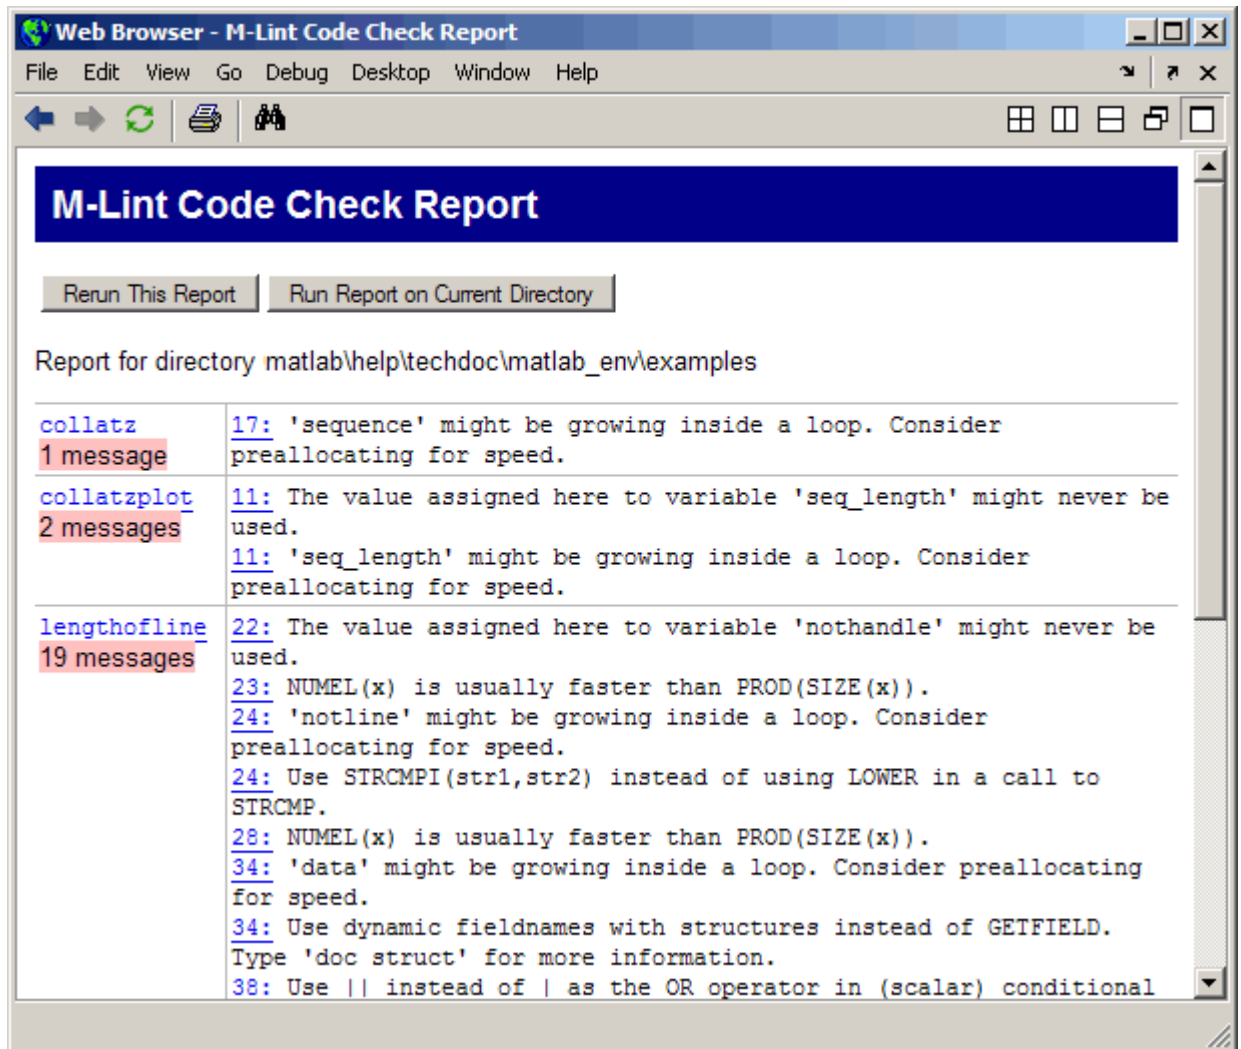 Web Browser - M-Lint Code Check Report
File Edit View Go Debug Desktop Window Help
M-Lint Code Check Report
Rerun This Report Run Report on Current Directory
Report for directory matlab\help\techdoc\matlab_env\examples
collatz
1 message
17: 'sequence' might be growing inside a loop. Consider
preallocating for speed.
collatzplot
2 messages
11: The value assigned here to variable 'seq_length' might never be
used.
11: 'seq_length' might be growing inside a loop. Consider
preallocating for speed.
lengthofline
19 messages
22: The value assigned here to variable 'nothandle' might never be
used.
23: NUMEL(x) is usually faster than PROD(SIZE(x)).
24: 'notline' might be growing inside a loop. Consider
preallocating for speed.
24: Use STRCMPI(str1,str2) instead of using LOWER in a call to
STRCMP.
28: NUMEL(x) is usually faster than PROD(SIZE(x)).
34: 'data' might be growing inside a loop. Consider preallocating
for speed.
34: Use dynamic fieldnames with structures instead of GETFIELD.
Type 'doc struct' for more information.
38: Use || instead of | as the OR operator in (scalar) conditional